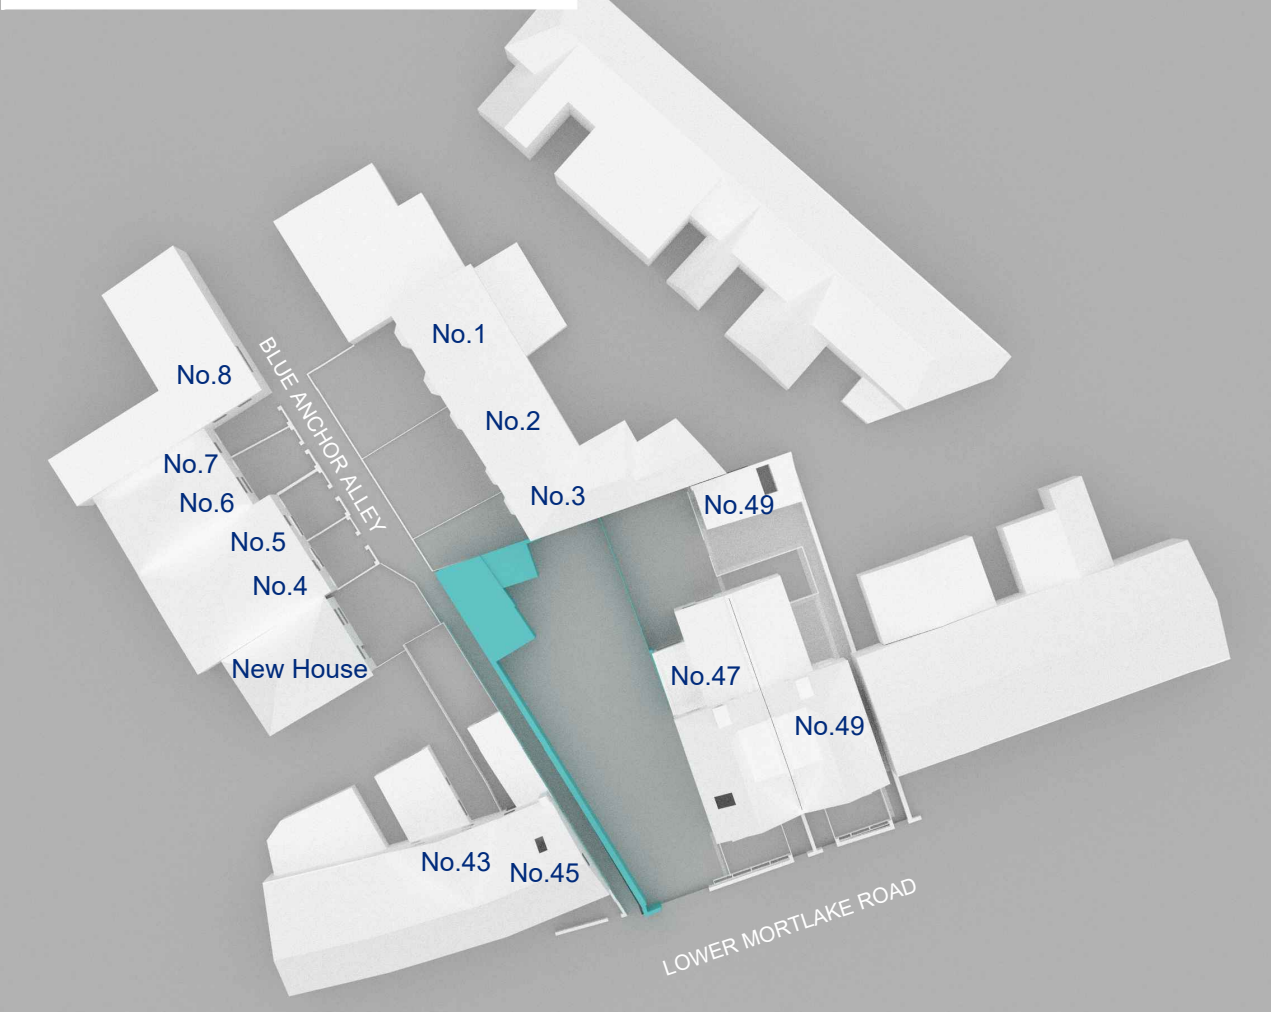 No.1
No.8
BLUE ANCHOR ALLEY
No.2
No.7
No.6
No.3
No.49
No.5
No.4
New House
No.47
No.49
No.43
No.45
LOWER MORTLAKE ROAD